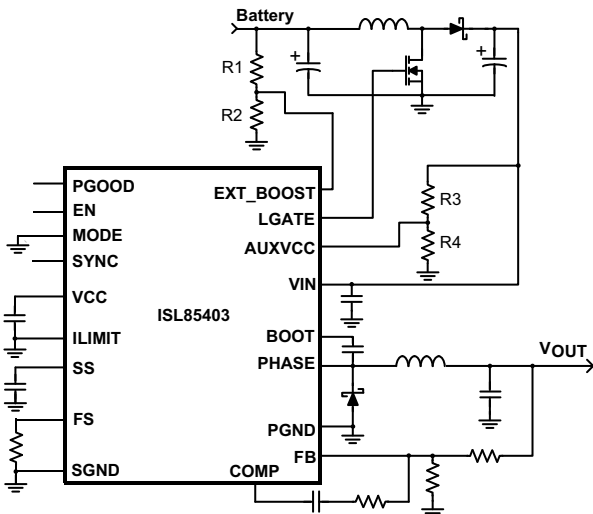 Battery
+
+
R1
R2
PGOOD
EN
MODE
SYNC
VCC
ILIMIT
SS
FS
SGND
ISL85403
EXT_BOOST
LGATE
AUXVCC
VIN
BOOT
PHASE
PGND
FB
COMP
R3
R4
VOUT